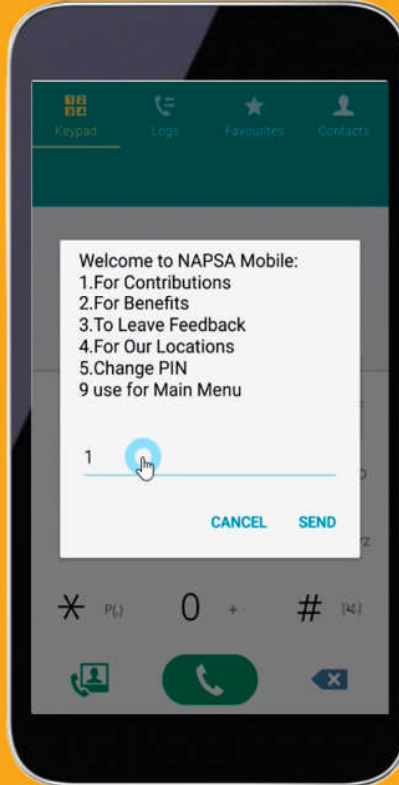 Keypad
Logs
Favourites
Contacts
Welcome to NAPSA Mobile:
1.For Contributions
2.For Benefits
3.To Leave Feedback
4.For Our Locations
5.Change PIN
9 use for Main Menu
1
CANCEL SEND
* P(,) 0 + #